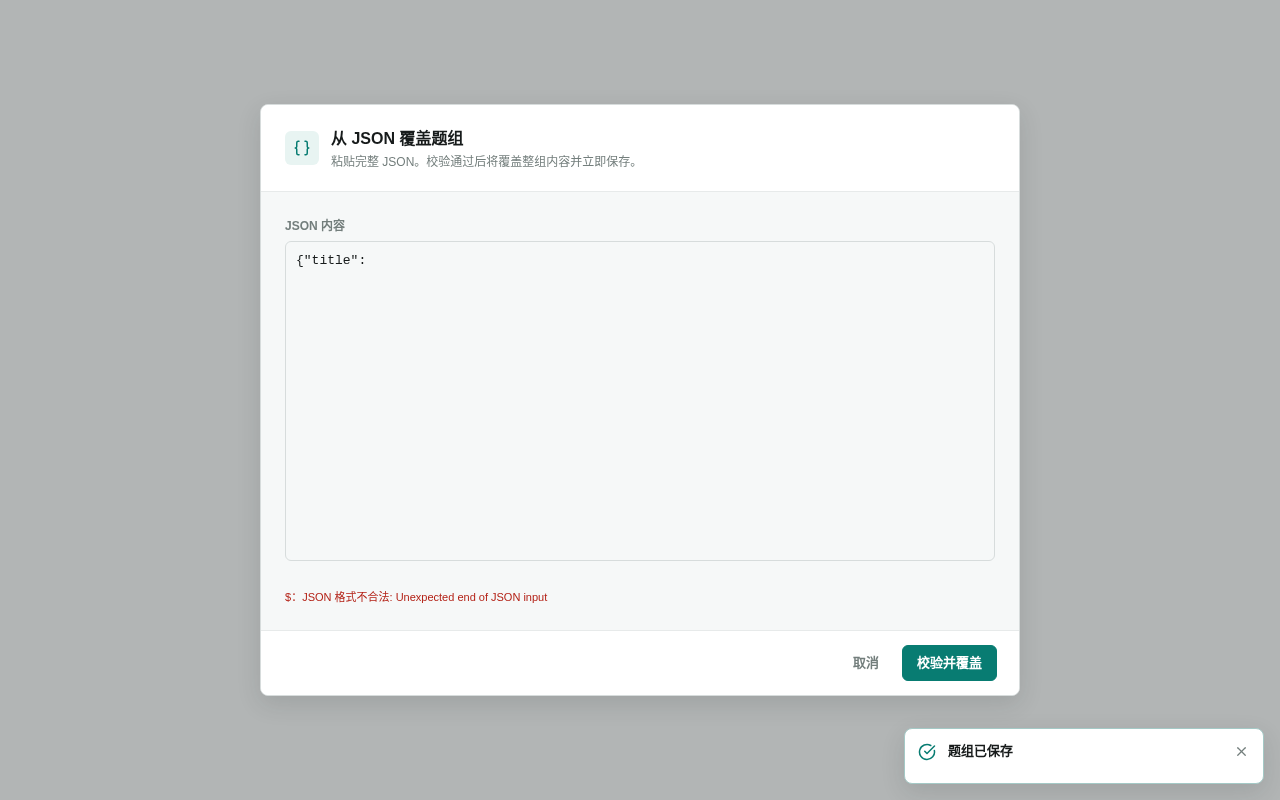 { }
从 JSON 覆盖题组
粘贴完整 JSON。校验通过后将覆盖整组内容并立即保存。
JSON 内容
{"title":
$：JSON 格式不合法: Unexpected end of JSON input
取消
校验并覆盖
题组已保存